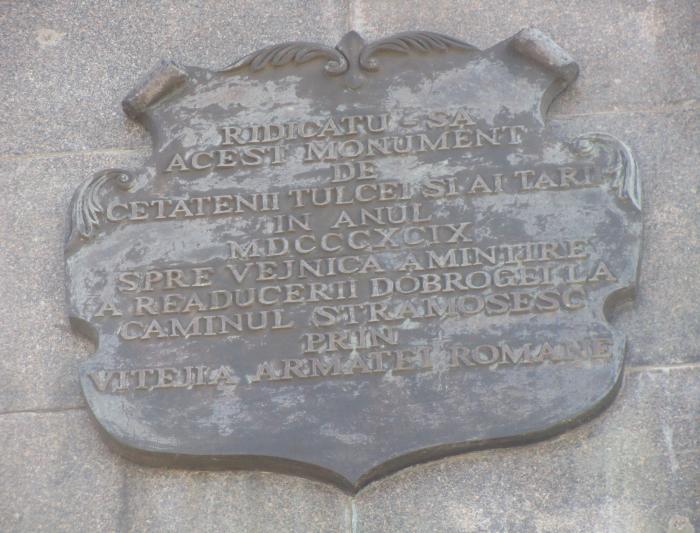 RIDICATU-SA
ACEST MONUMENT
DE
CETATENII TULCEI SI AI TARI
IN ANUL
MDCCCXCIX
SPRE VEJNICA AMINTIRE
A READUCERII DOBROGEI LA
CAMINUL STRAMOSESC
PRIN
VITEJIA ARMATEI ROMANE